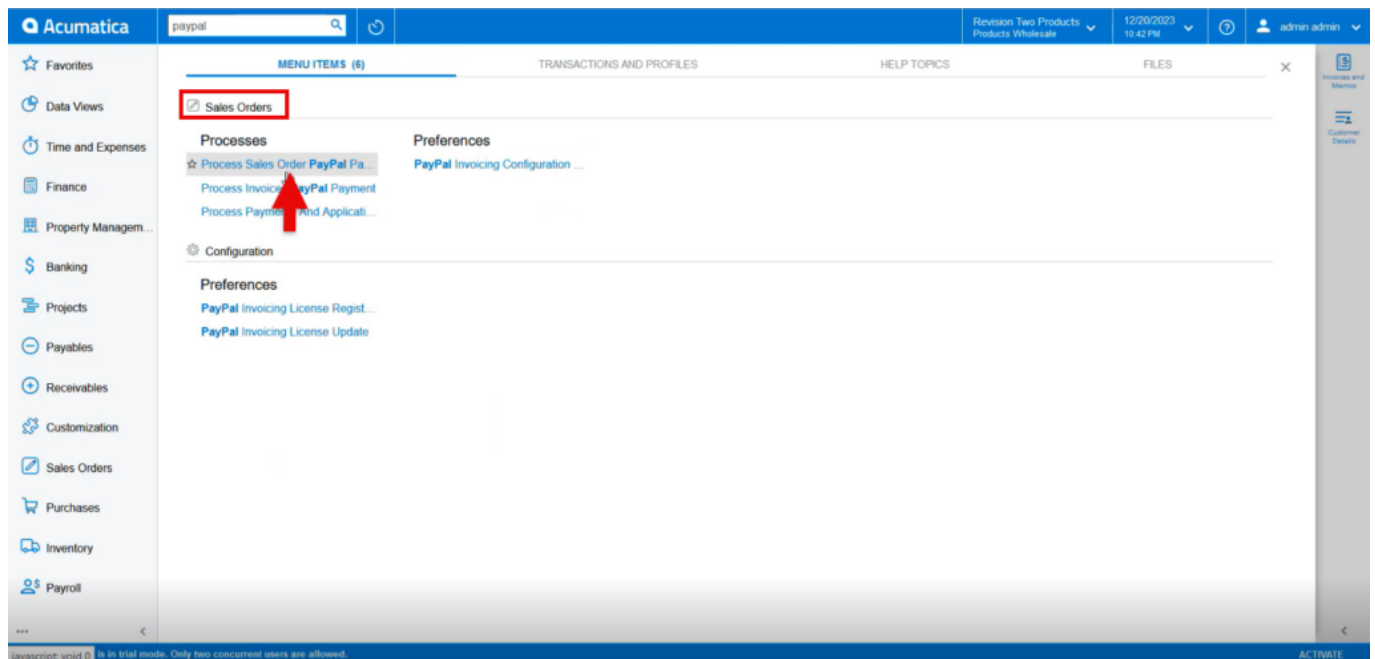 Acumatica
paypal
Revision Two Products
Products Wholesale
12/20/2023
10:42 PM
admin admin
Favorites
Data Views
Time and Expenses
Finance
Property Managem...
Banking
Projects
Payables
Receivables
Customization
Sales Orders
Purchases
Inventory
Payroll
MENU ITEMS (6)
TRANSACTIONS AND PROFILES
HELP TOPICS
FILES
Sales Orders
Processes
Process Sales Order PayPal Pa...
Process Invoice PayPal Payment
Process Payment And Applicati...
Preferences
PayPal Invoicing Configuration ...
Configuration
Preferences
PayPal Invoicing License Regist...
PayPal Invoicing License Update
Invoices and
Memos
Customer
Details
javascript: void 0
is in trial mode. Only two concurrent users are allowed.
ACTIVATE